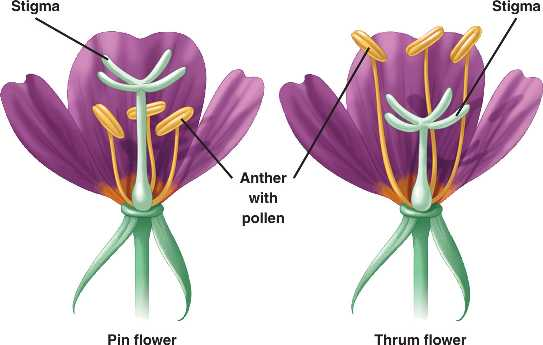 Stigma
Stigma
Anther
with
pollen
Pin flower
Thrum flower